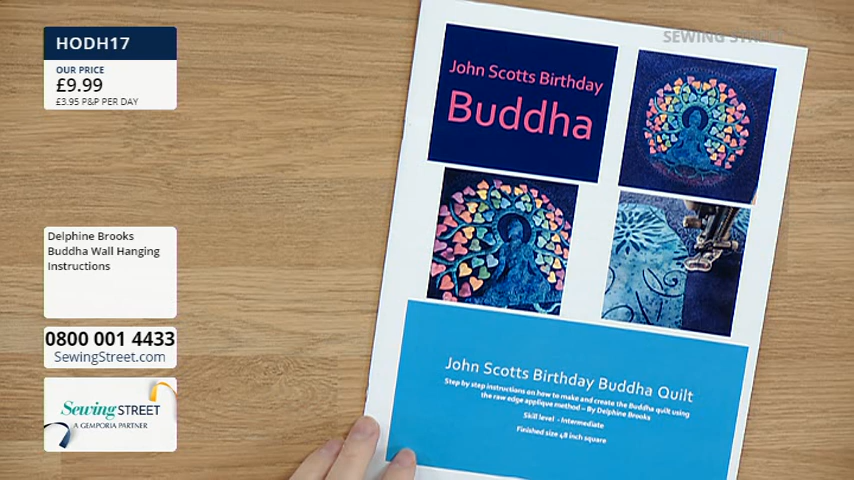 HODH17
OUR PRICE
£9.99
£3.95 P&P PER DAY
Delphine Brooks
Buddha Wall Hanging
Instructions
0800 001 4433
SewingStreet.com
Sewing STREET
A GEMPORIA PARTNER
SEWING
John Scotts Birthday
Buddha
John Scotts Birthday Buddha Quilt
Step by step instructions on how to make and create the Buddha quilt using
the raw edge applique method - By Delphine Brooks
Skill level - Intermediate
Finished size 48 inch square